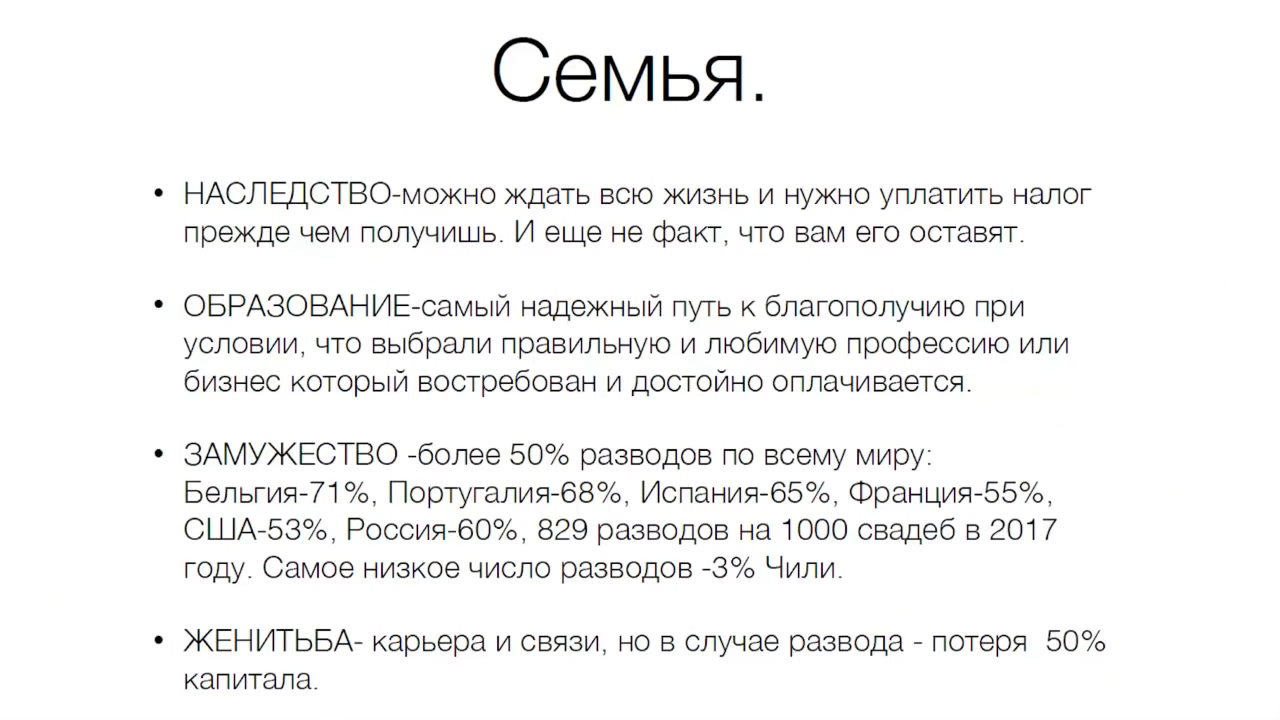 Семья.
• НАСЛЕДСТВО-можно ждать всю жизнь и нужно уплатить налог
прежде чем получишь. И еще не факт, что вам его оставят.
• ОБРАЗОВАНИЕ-самый надежный путь к благополучию при
условии, что выбрали правильную и любимую профессию или
бизнес который востребован и достойно оплачивается.
• ЗАМУЖЕСТВО -более 50% разводов по всему миру:
Бельгия-71%, Португалия-68%, Испания-65%, Франция-55%,
США-53%, Россия-60%, 829 разводов на 1000 свадеб в 2017
году. Самое низкое число разводов -3% Чили.
• ЖЕНИТЬБА- карьера и связи, но в случае развода - потеря  50%
капитала.